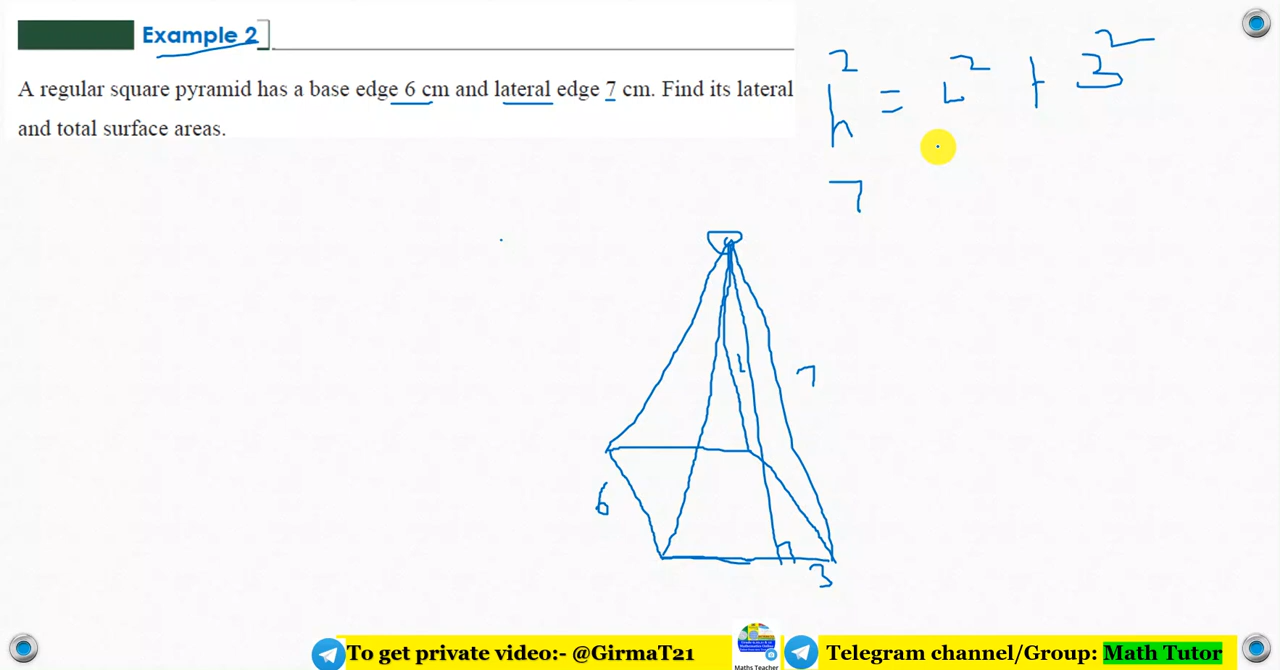 Example 2
A regular square pyramid has a base edge 6 cm and lateral edge 7 cm. Find its lateral
and total surface areas.
h² = L² + 3²
7
L
7
6
3
To get private video:- @GirmaT21
Maths Teacher
Telegram channel/Group: Math Tutor